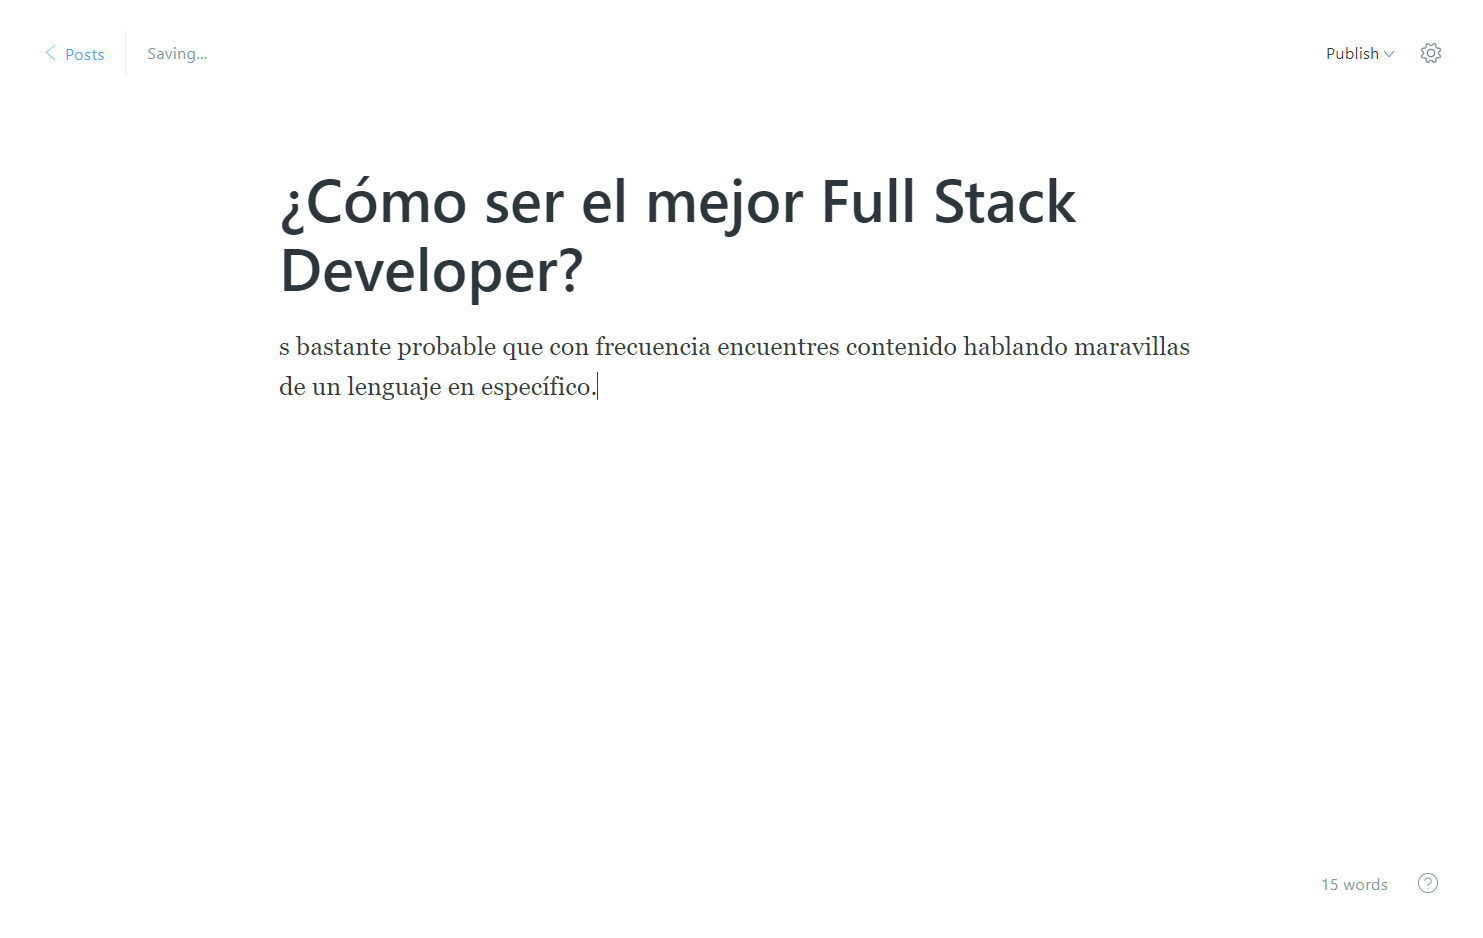 Posts
Saving...
Publish
¿Cómo ser el mejor Full Stack
Developer?
s bastante probable que con frecuencia encuentres contenido hablando maravillas
de un lenguaje en específico.
15 words